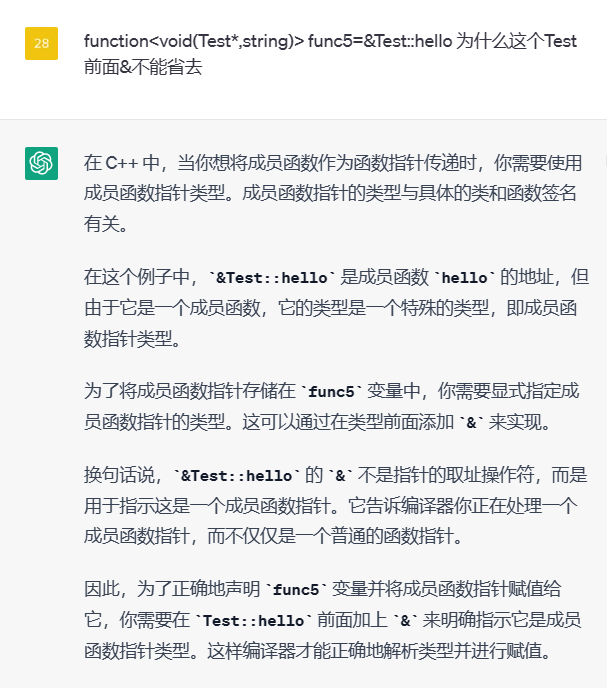 28
function<void(Test*,string)> func5=&Test::hello 为什么这个Test
前面&不能省去
在 C++ 中，当你想将成员函数作为函数指针传递时，你需要使用
成员函数指针类型。成员函数指针的类型与具体的类和函数签名
有关。
在这个例子中，`&Test::hello` 是成员函数 `hello` 的地址，但
由于它是一个成员函数，它的类型是一个特殊的类型，即成员函
数指针类型。
为了将成员函数指针存储在 `func5` 变量中，你需要显式指定成
员函数指针的类型。这可以通过在类型前面添加 `&` 来实现。
换句话说，`&Test::hello` 的 `&` 不是指针的取址操作符，而是
用于指示这是一个成员函数指针。它告诉编译器你正在处理一个
成员函数指针，而不仅仅是一个普通的函数指针。
因此，为了正确地声明 `func5` 变量并将成员函数指针赋值给
它，你需要在 `Test::hello` 前面加上 `&` 来明确指示它是成员
函数指针类型。这样编译器才能正确地解析类型并进行赋值。